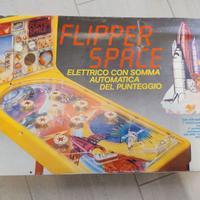 FLIPPER
SPACE
ELETTRICO CON SOMMA
AUTOMATICA
DEL PUNTEGGIO